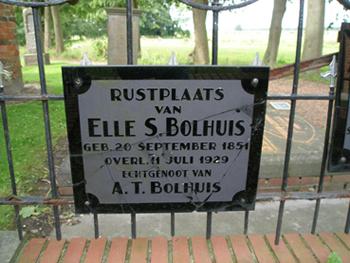 RUSTPLAATS
VAN
ELLE S. BOLHUIS
GEB. 20 SEPTEMBER 1851
OVERL. 11 JULI 1929
ECHTGENOOT VAN
A.T. BOLHUIS